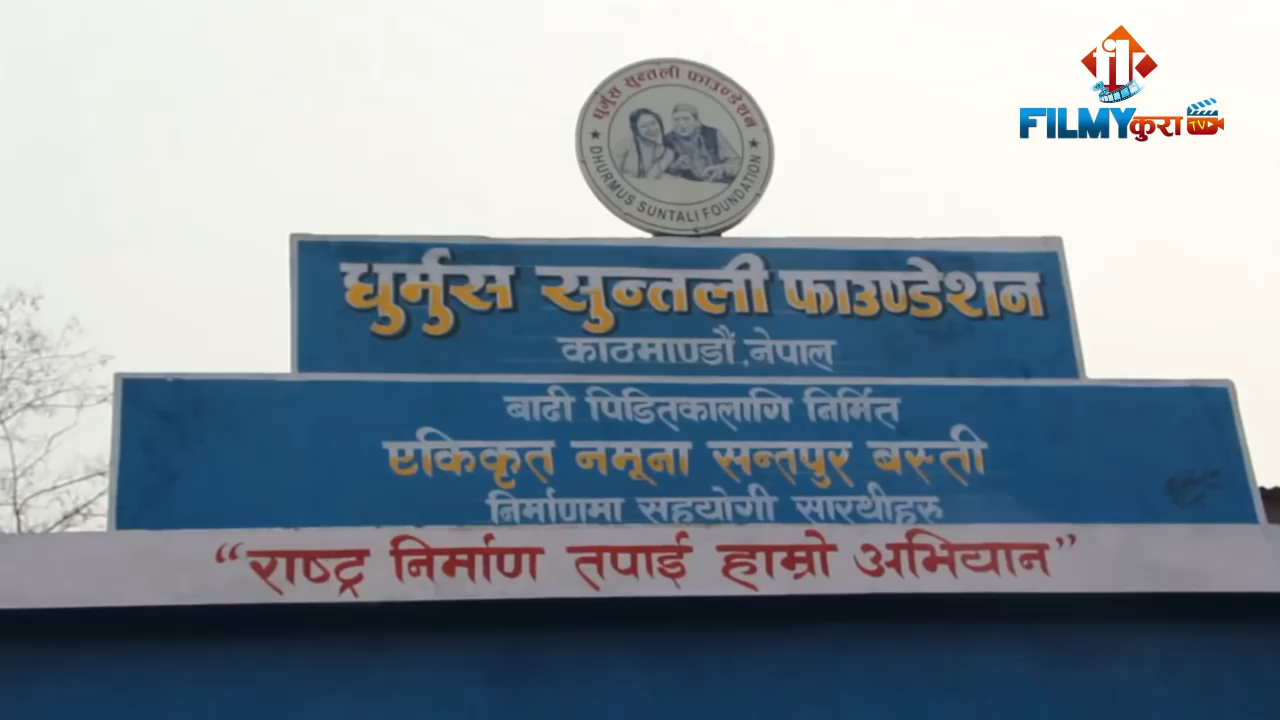 धुर्मुस सुन्तली फाउण्डेशन
DHURMUS SUNTALI FOUNDATION
FILMYकुरा TV
धुर्मुस सुन्तली फाउण्डेशन
काठमाण्डौं, नेपाल
बाढी पिडितकालागि निर्मित
एकिकृत नमूना सन्तपुर बस्ती
निर्माणमा सहयोगी सारथीहरु
“राष्ट्र निर्माण तपाई हाम्रो अभियान”